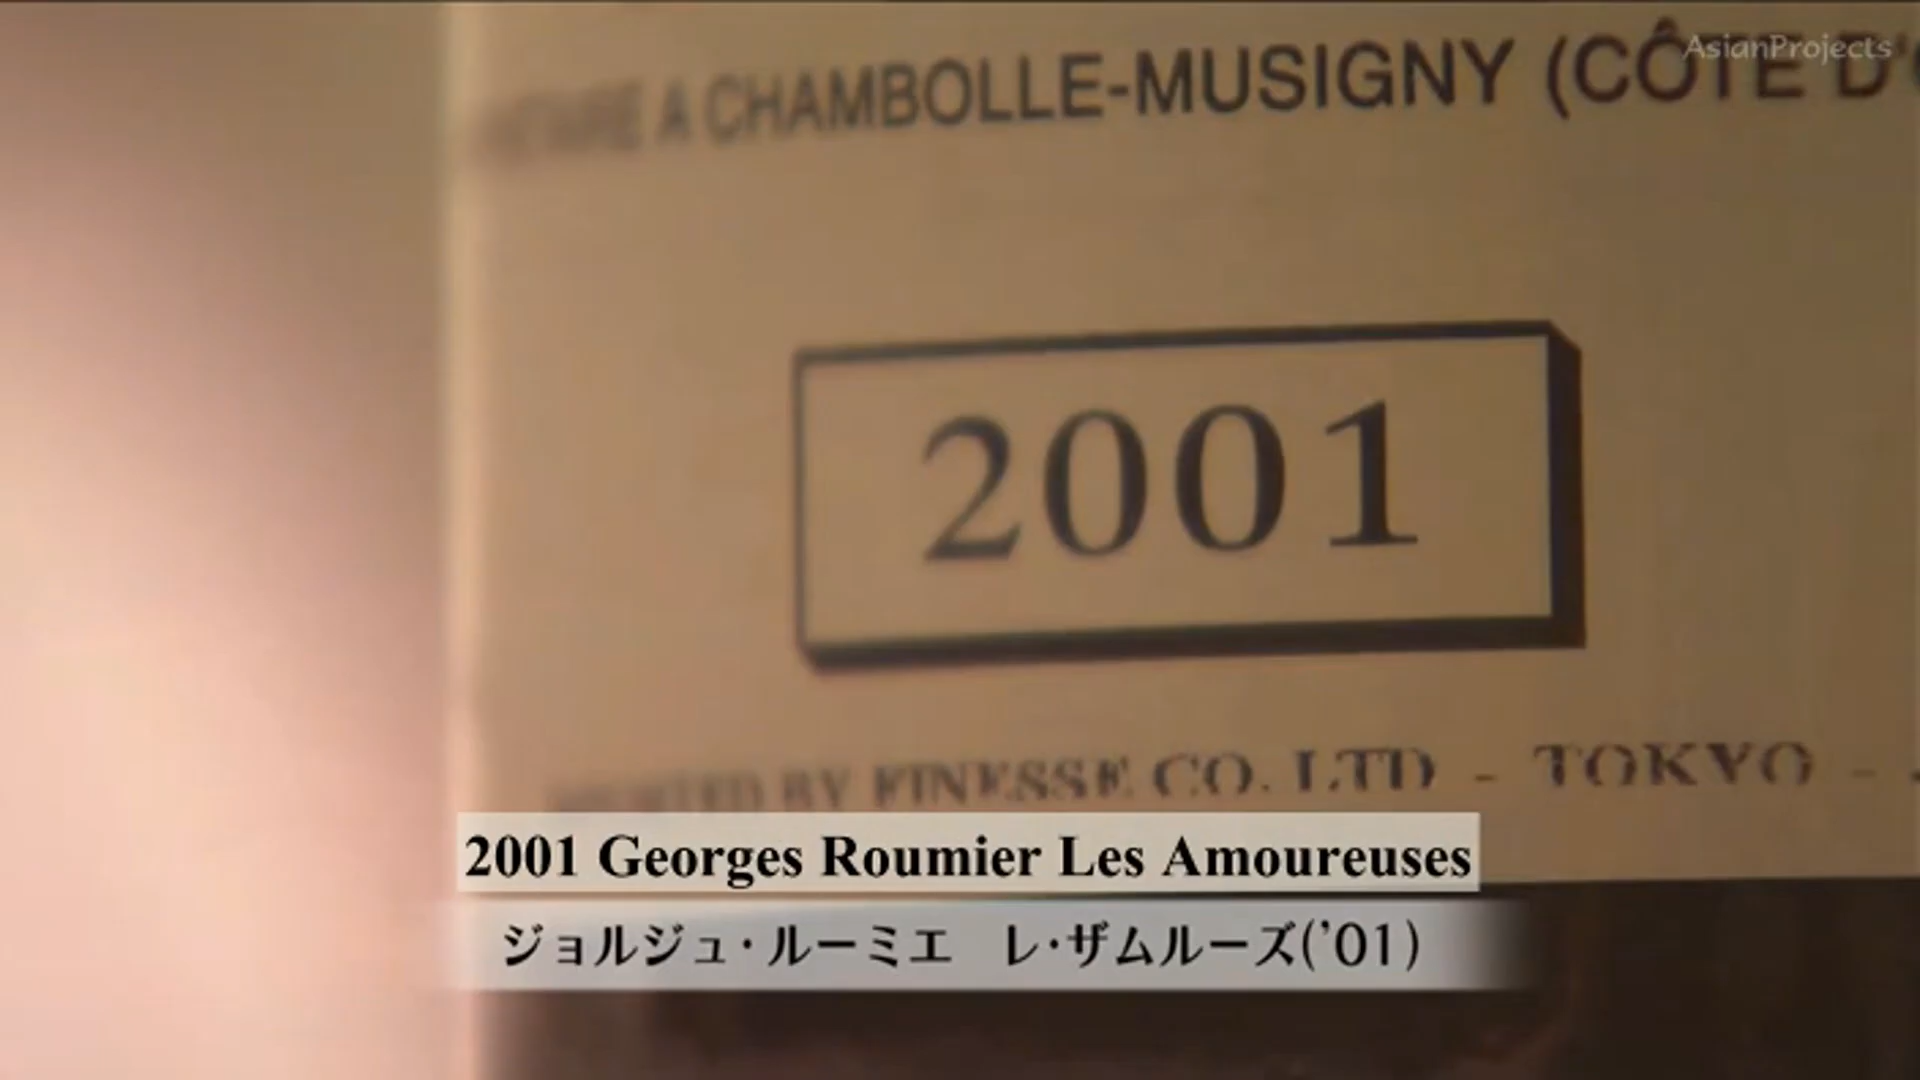 AsianProjects
A CHAMBOLLE-MUSIGNY (CÔTE D'
2001
BY FINESSE CO. LTD - TOKYO -
2001 Georges Roumier Les Amoureuses
ジョルジュ・ルーミエ レ・ザムルーズ('01)